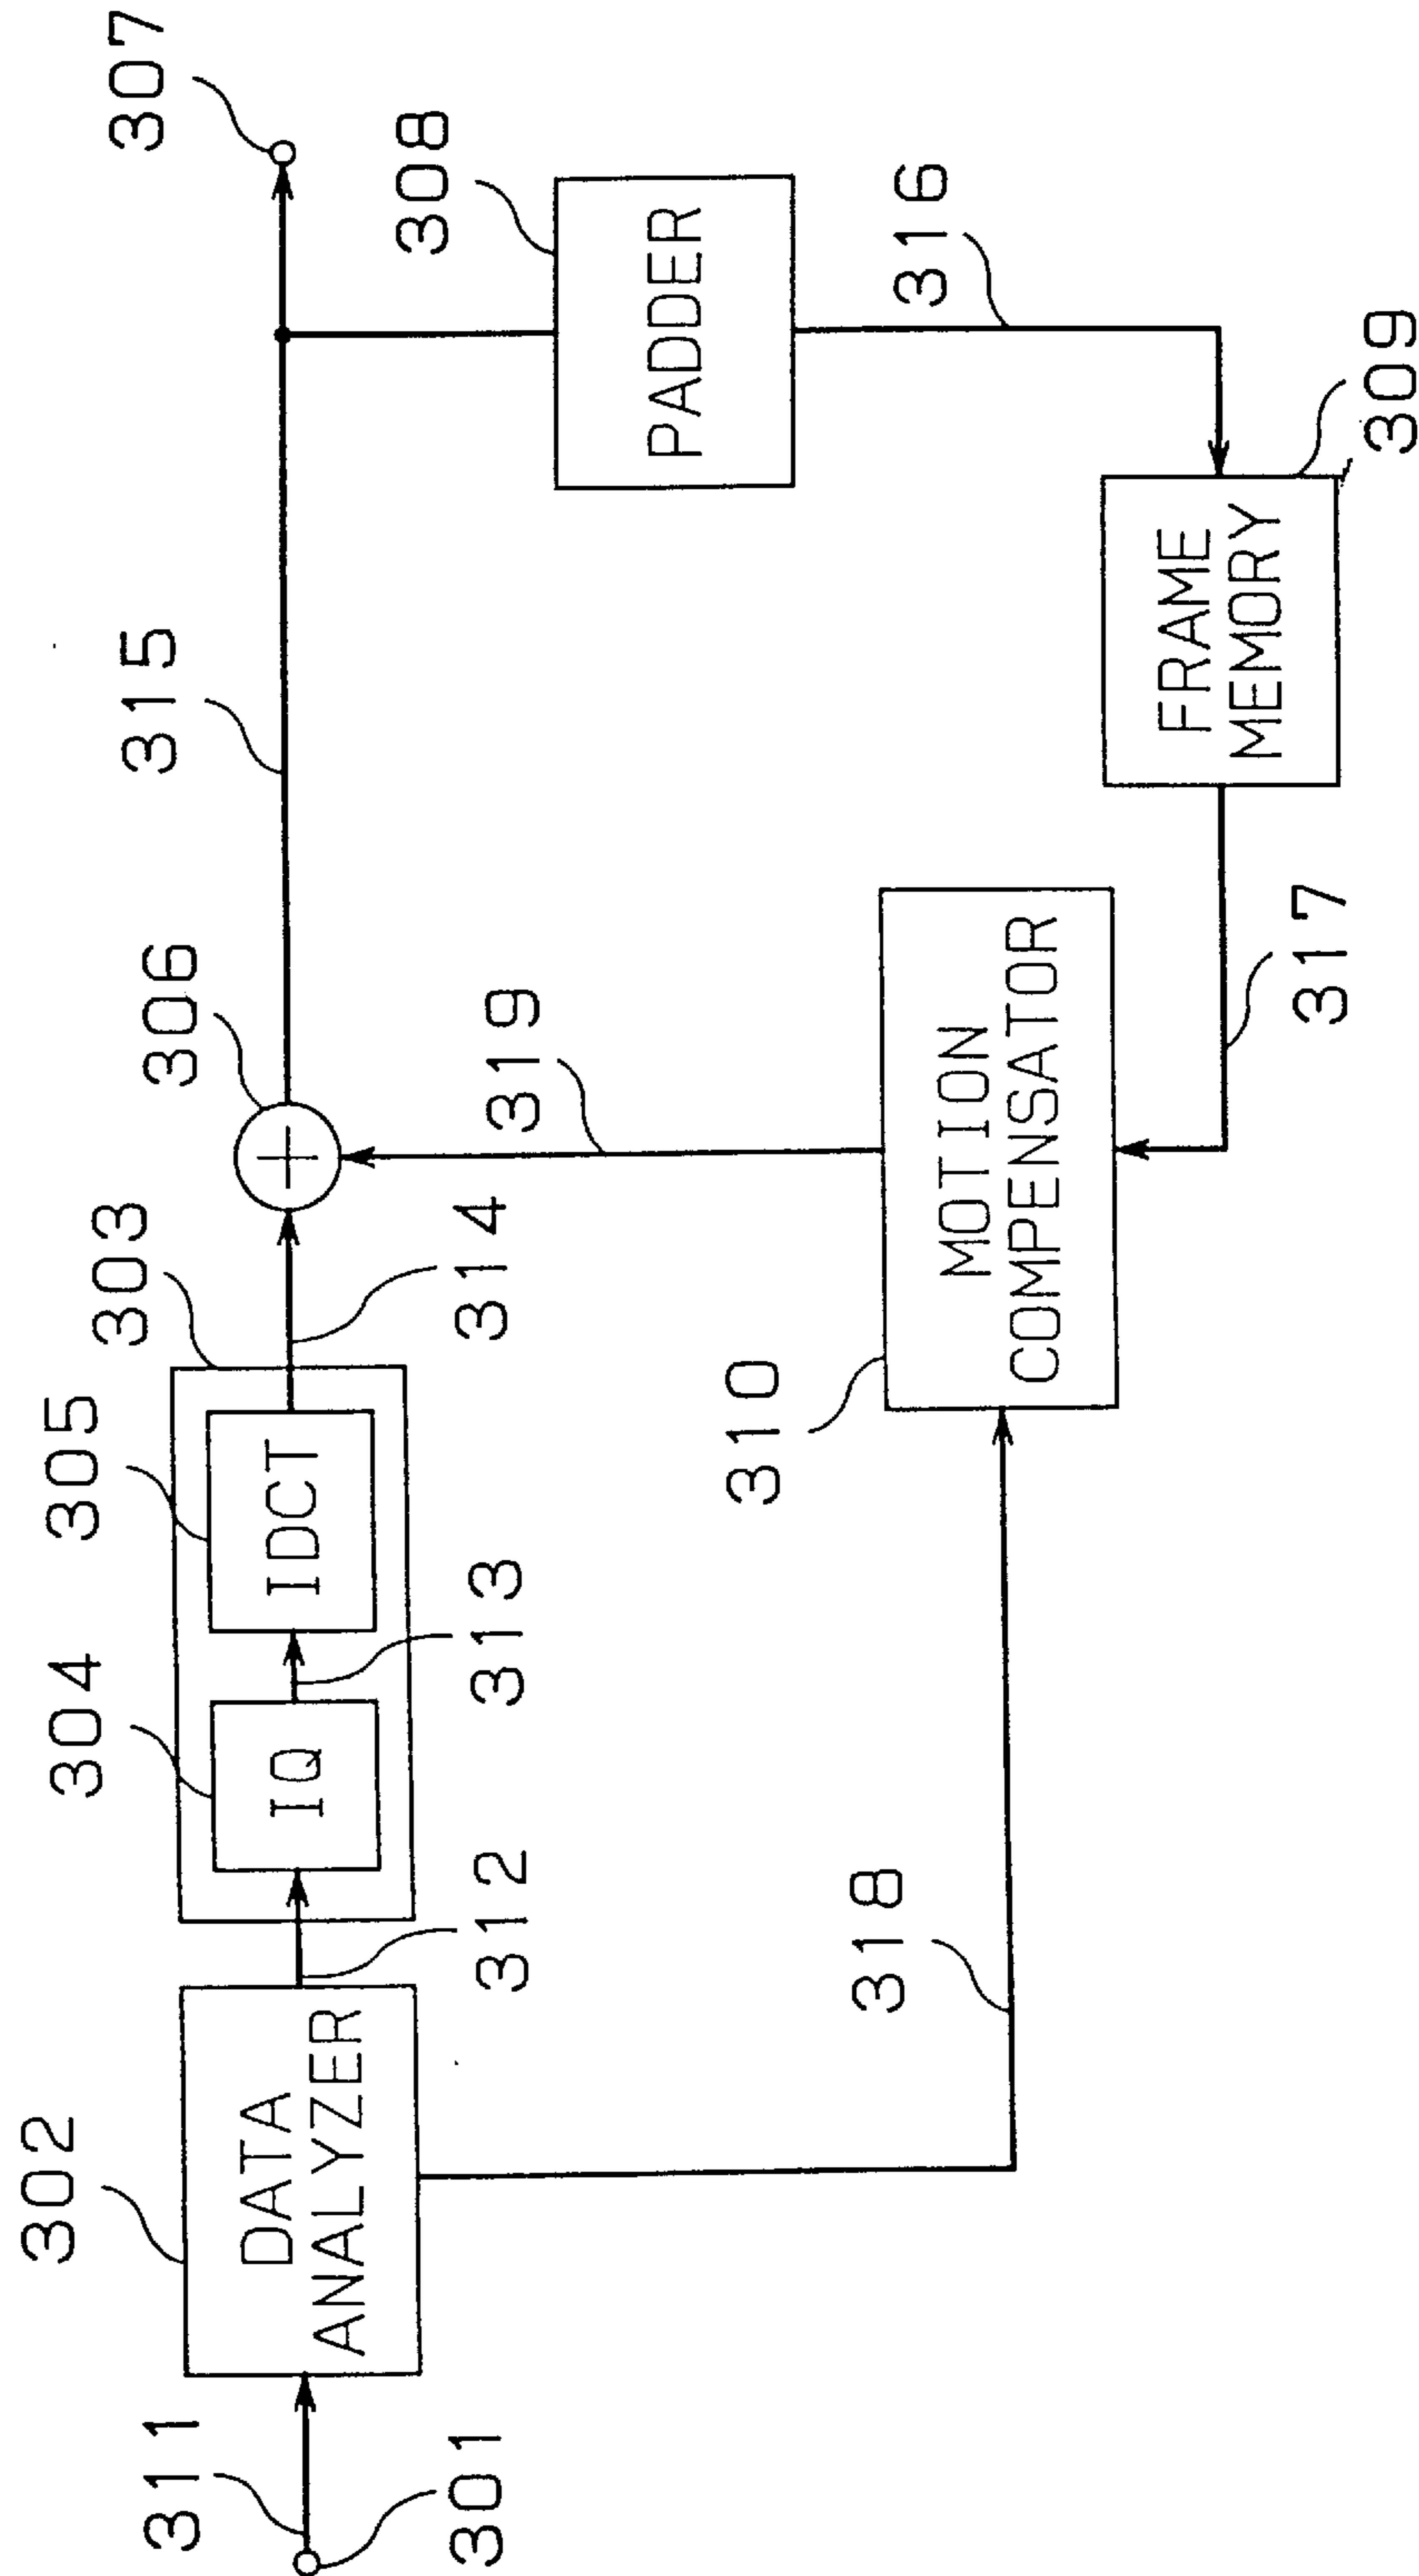 311
301
302
DATA
ANALYZER
312
304
IQ
313
305
IDCT
303
314
306
315
307
308
PADDER
316
309
FRAME
MEMORY
317
310
MOTION
COMPENSATOR
318
319